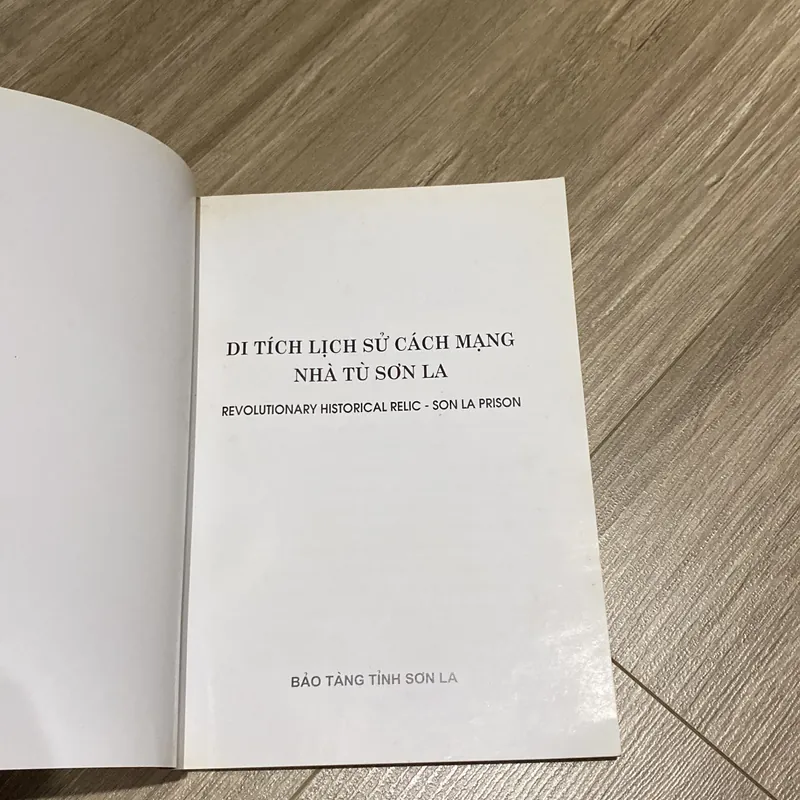 DI TÍCH LỊCH SỬ CÁCH MẠNG
NHÀ TÙ SƠN LA
REVOLUTIONARY HISTORICAL RELIC - SON LA PRISON
BẢO TÀNG TỈNH SƠN LA